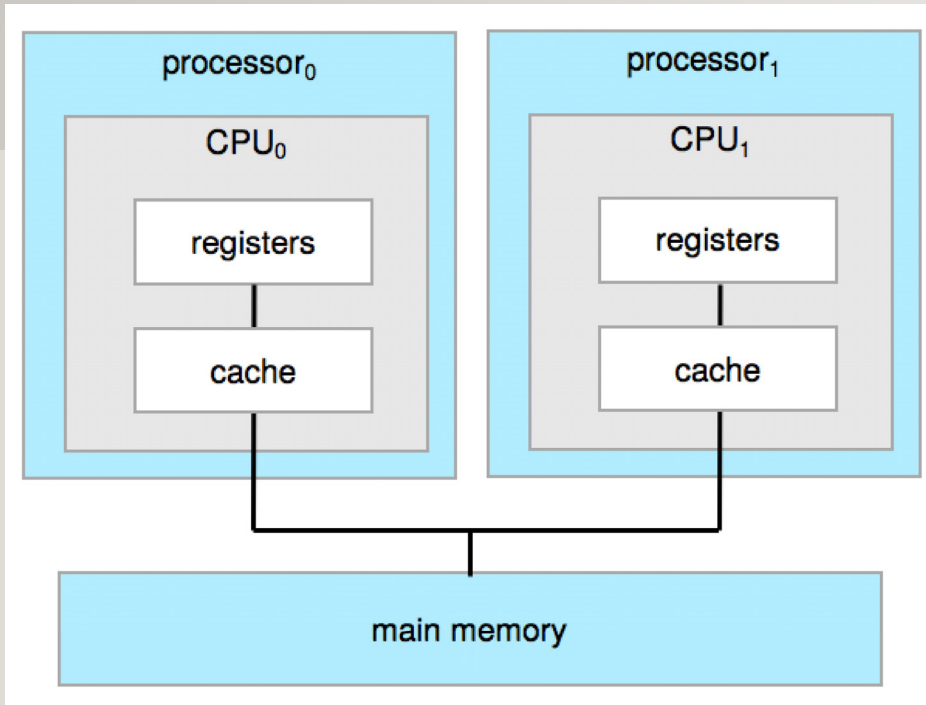 processor₀
CPU₀
registers
cache
processor₁
CPU₁
registers
cache
main memory